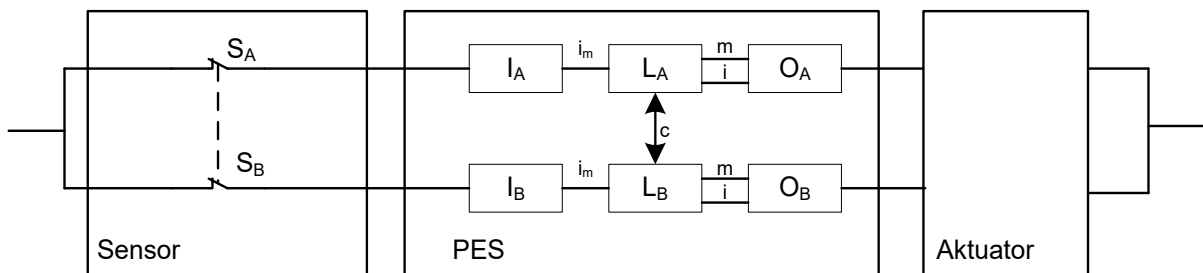 S_A
i_m m
I_A L_A O_A
i
c
S_B
i_m m
I_B L_B O_B
i
Sensor PES Aktuator